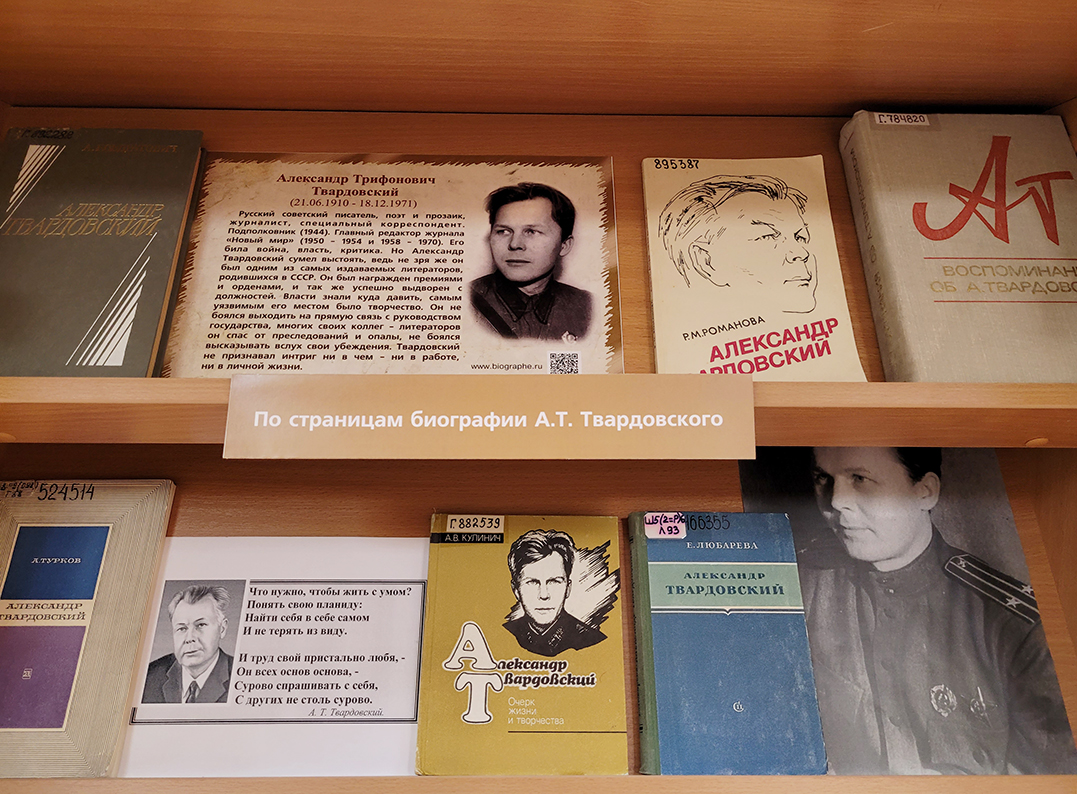 АЛЕКСАНДР
ТВАРДОВСКИЙ
Александр Трифонович
Твардовский
(21.06.1910 - 18.12.1971)
Русский советский писатель, поэт и прозаик,
журналист, специальный корреспондент.
Подполковник (1944). Главный редактор журнала
«Новый мир» (1950 - 1954 и 1958 - 1970). Его
била война, власть, критика. Но Александр
Твардовский сумел выстоять, ведь не зря же он
был одним из самых издаваемых литераторов,
родившихся в СССР. Он был награжден премиями
и орденами, и так же успешно выдворен с
должностей. Власти знали куда давить, самым
уязвимым его местом было творчество. Он не
боялся выходить на прямую связь с руководством
государства, многих своих коллег – литераторов
он спас от преследований и опалы, не боялся
высказывать вслух свои убеждения. Твардовский
не признавал интриг ни в чем – ни в работе,
ни в личной жизни.
www.biographe.ru
895387
Р.М.РОМАНОВА
АЛЕКСАНДР
ВАРДОВСКИЙ
Г.784820
АТ
ВОСПОМИНАН
ОБ А.ТВАРДОВС
По страницам биографии А.Т. Твардовского
524514
А.ТУРКОВ
АЛЕКСАНДР
ТВАРДОВСКИЙ
Что нужно, чтобы жить с умом?
Понять свою планиду:
Найти себя в себе самом
И не терять из виду.
И труд свой пристально любя, -
Он всех основ основа, -
Сурово спрашивать с себя,
С других не столь сурово.
А. Т. Твардовский.
Г.882539
А.В. КУЛИНИЧ
Александр
Твардовский
Очерк
жизни
и творчества
Ш5(2=Р)6
Л93
166355
Е. ЛЮБАРЕВА
АЛЕКСАНДР
ТВАРДОВСКИЙ